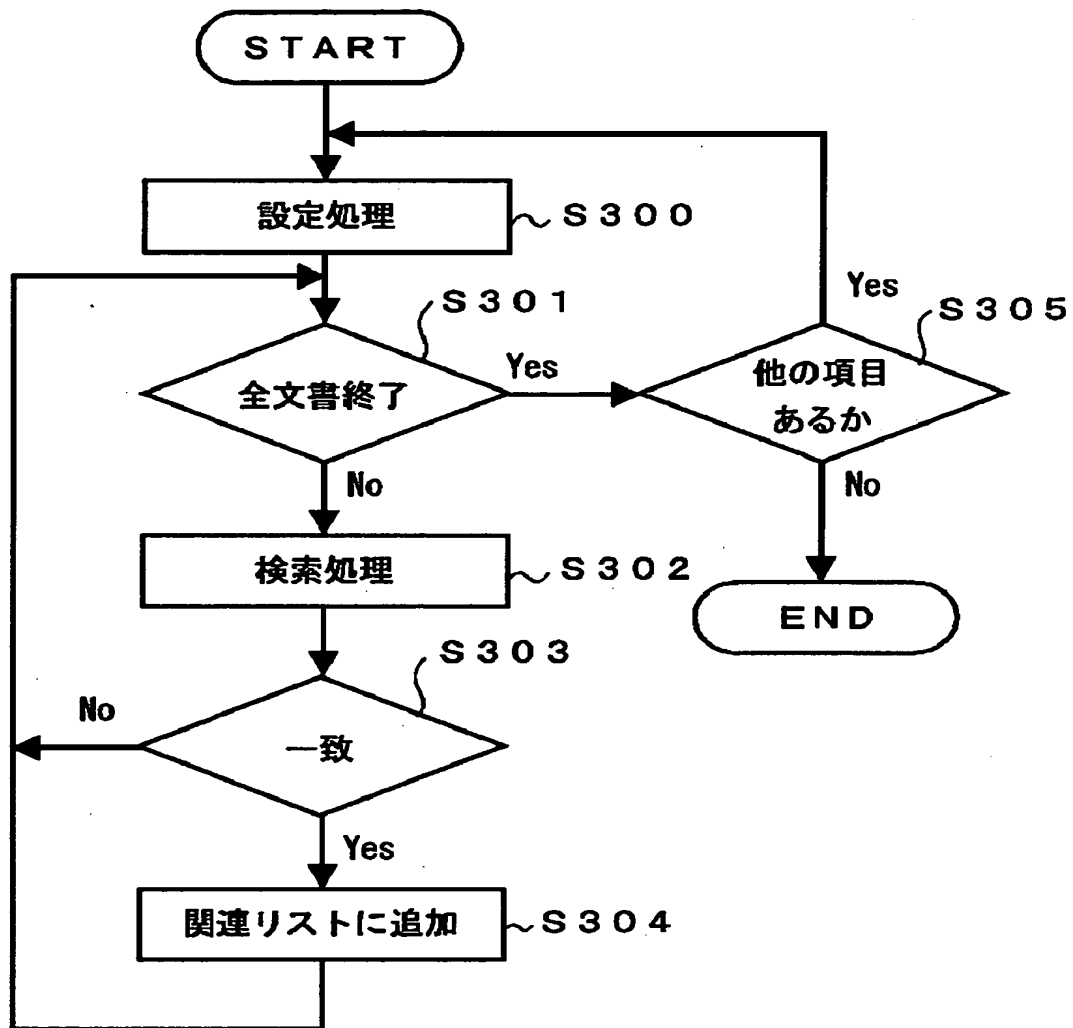 ＳＴＡＲＴ
設定処理
Ｓ３００
Ｓ３０１
全文書終了
Yes
No
Yes
Ｓ３０５
他の項目
あるか
No
ＥＮＤ
検索処理
Ｓ３０２
Ｓ３０３
一致
No
Yes
関連リストに追加
Ｓ３０４